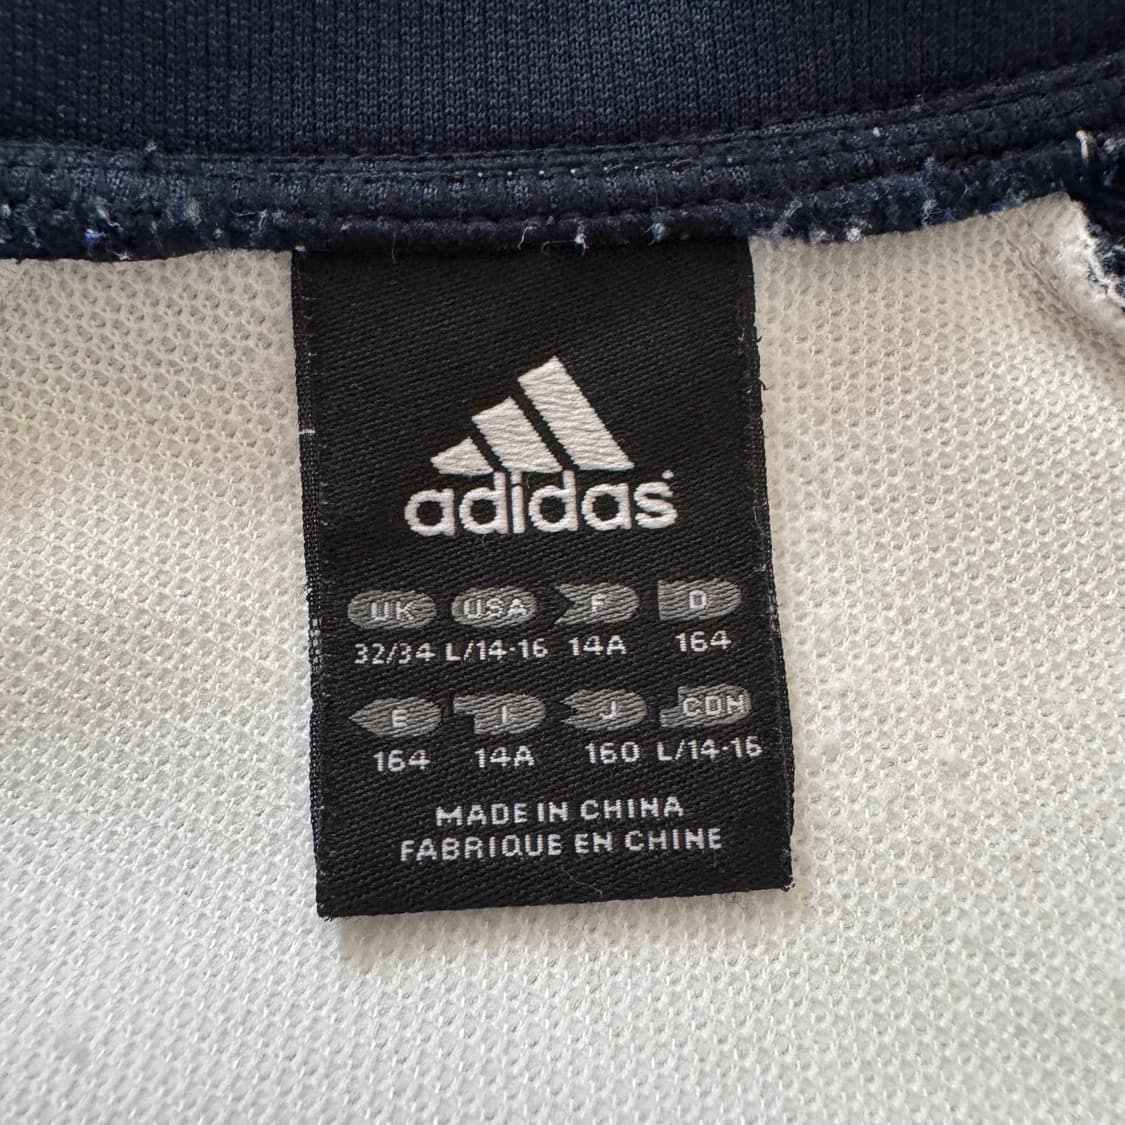 adidas
UK USA F D
32/34 L/14-16 14A 164
E I J CDN
164 14A 160 L/14-16
MADE IN CHINA
FABRIQUE EN CHINE